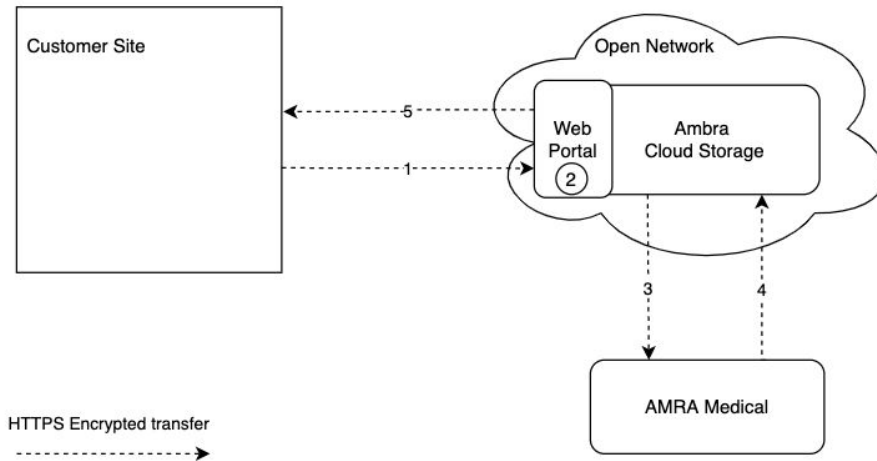 Customer Site
Open Network
5
Web
Portal
2
Ambra
Cloud Storage
1
3
4
AMRA Medical
HTTPS Encrypted transfer